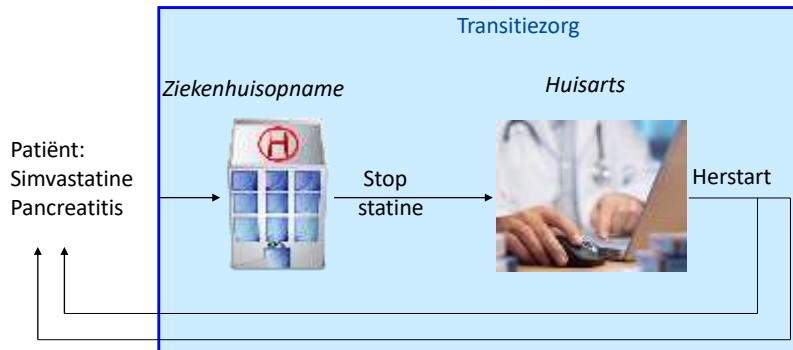 Transitiezorg
Ziekenhuisopname
Huisarts
Patiënt:
Simvastatine
Pancreatitis
H
Stop
statine
Herstart